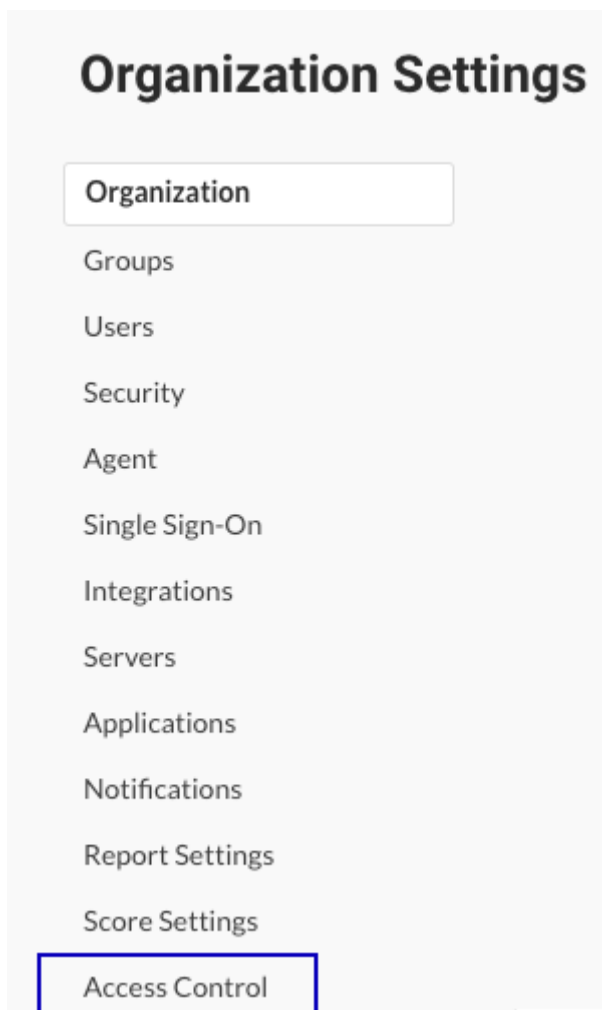 Organization Settings
Organization
Groups
Users
Security
Agent
Single Sign-On
Integrations
Servers
Applications
Notifications
Report Settings
Score Settings
Access Control